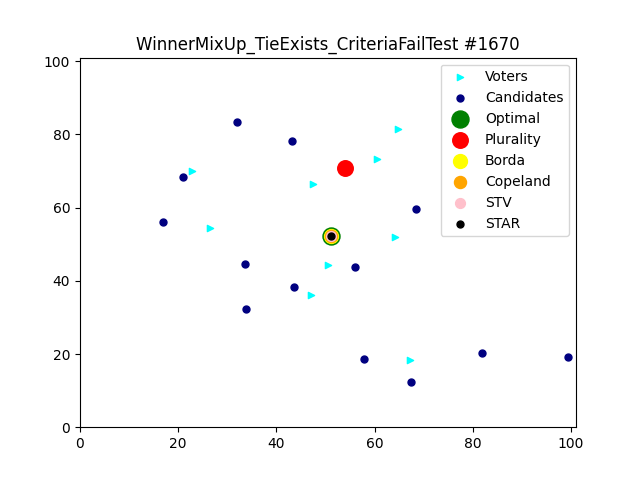 WinnerMixUp_TieExists_CriteriaFailTest #1670
100
80
60
40
20
0
0 20 40 60 80 100
Voters
Candidates
Optimal
Plurality
Borda
Copeland
STV
STAR